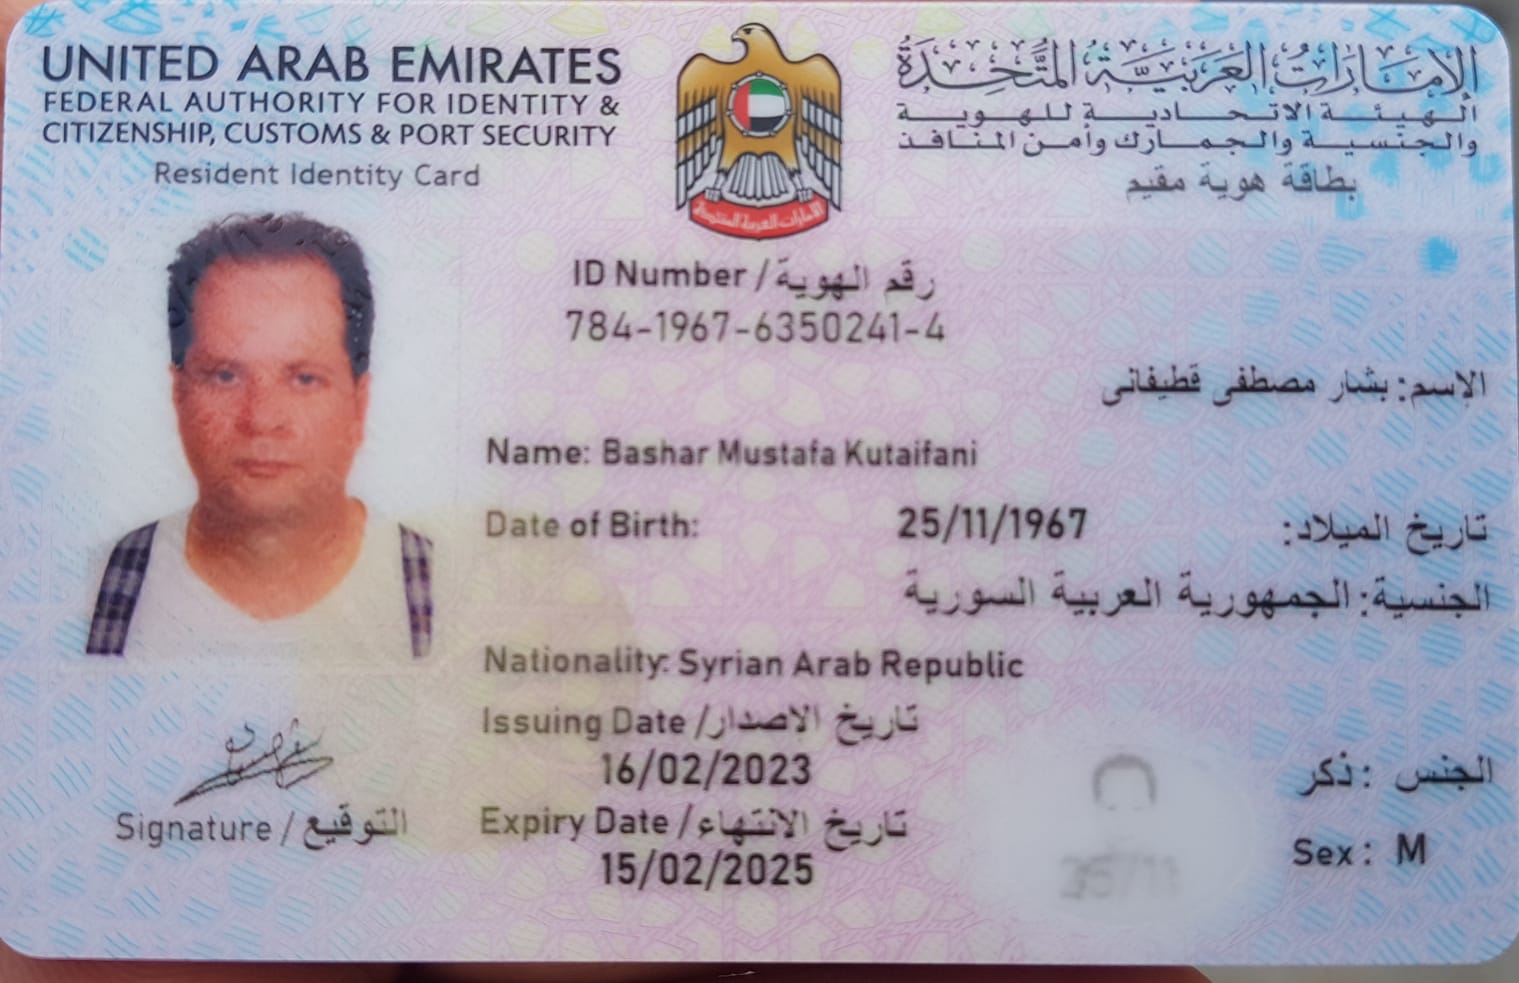 UNITED ARAB EMIRATES
FEDERAL AUTHORITY FOR IDENTITY &
CITIZENSHIP, CUSTOMS & PORT SECURITY
Resident Identity Card
الإمارات العربية المتحدة
الهيئة الاتحادية للهوية
والجنسية والجمارك وأمن المنافذ
بطاقة هوية مقيم
الإمارات العربية المتحدة
ID Number / رقم الهوية
784-1967-6350241-4
الاسم: بشار مصطفى قطيفانى
Name: Bashar Mustafa Kutaifani
Date of Birth: 25/11/1967 تاريخ الميلاد:
الجنسية: الجمهورية العربية السورية
Nationality: Syrian Arab Republic
Issuing Date / تاريخ الاصدار
16/02/2023
Expiry Date / تاريخ الانتهاء
15/02/2025
الجنس : ذكر
Sex: M
Signature / التوقيع